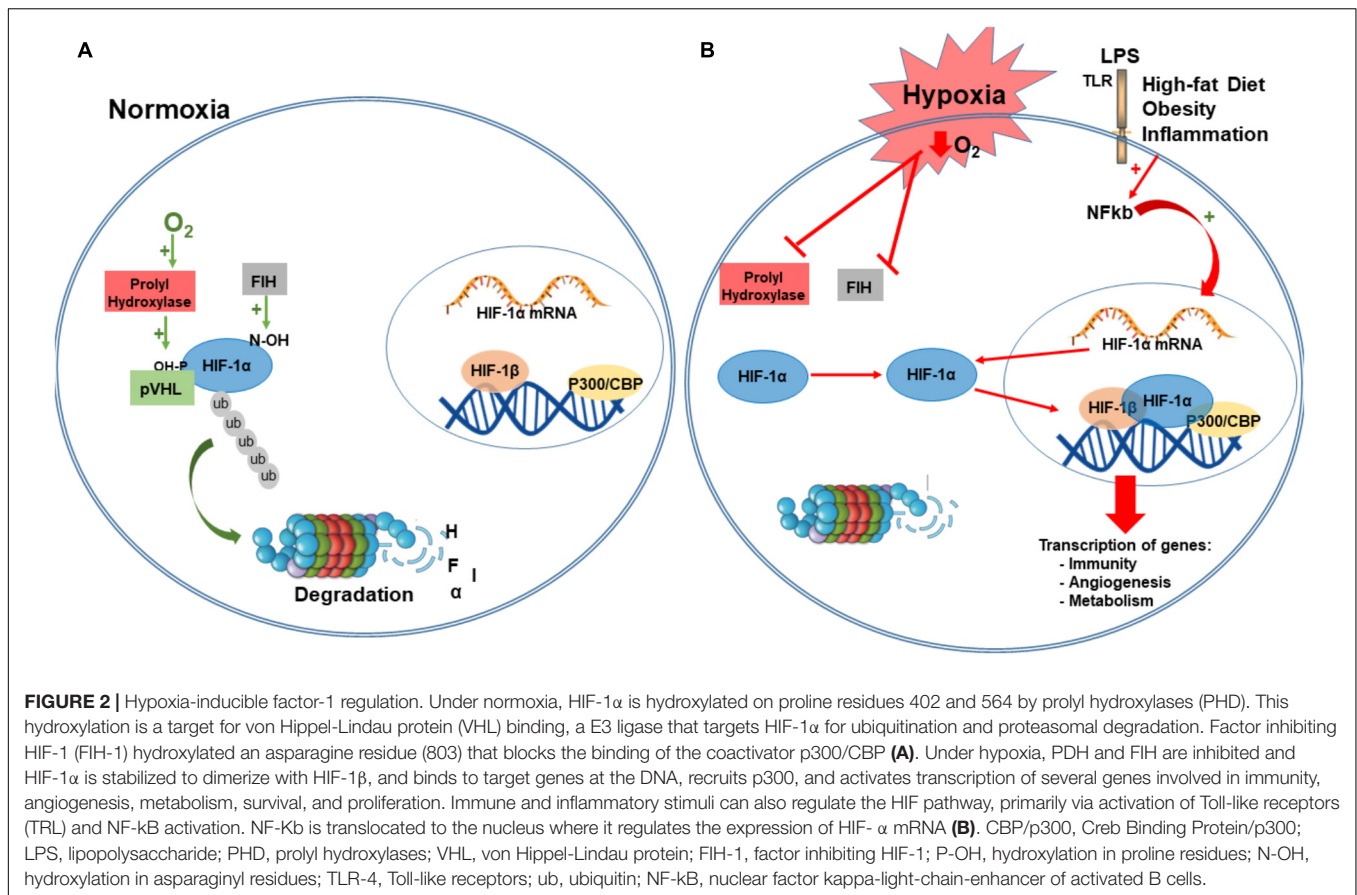 A
Normoxia
O2
+
Prolyl
Hydroxylase
FIH
+
+
N-OH
OH-P
HIF-1α
pVHL
ub
ub
ub
ub
ub
HIF-1α mRNA
HIF-1β
P300/CBP
Degradation
H
F
I
α
B
Hypoxia
O2
LPS
TLR
High-fat Diet
Obesity
Inflammation
+
NFkb
+
Prolyl
Hydroxylase
FIH
HIF-1α mRNA
HIF-1α
HIF-1α
HIF-1β
HIF-1α
P300/CBP
Transcription of genes:
- Immunity
- Angiogenesis
- Metabolism
FIGURE 2 | Hypoxia-inducible factor-1 regulation. Under normoxia, HIF-1α is hydroxylated on proline residues 402 and 564 by prolyl hydroxylases (PHD). This
hydroxylation is a target for von Hippel-Lindau protein (VHL) binding, a E3 ligase that targets HIF-1α for ubiquitination and proteasomal degradation. Factor inhibiting
HIF-1 (FIH-1) hydroxylated an asparagine residue (803) that blocks the binding of the coactivator p300/CBP (A). Under hypoxia, PDH and FIH are inhibited and
HIF-1α is stabilized to dimerize with HIF-1β, and binds to target genes at the DNA, recruits p300, and activates transcription of several genes involved in immunity,
angiogenesis, metabolism, survival, and proliferation. Immune and inflammatory stimuli can also regulate the HIF pathway, primarily via activation of Toll-like receptors
(TRL) and NF-kB activation. NF-Kb is translocated to the nucleus where it regulates the expression of HIF- α mRNA (B). CBP/p300, Creb Binding Protein/p300;
LPS, lipopolysaccharide; PHD, prolyl hydroxylases; VHL, von Hippel-Lindau protein; FIH-1, factor inhibiting HIF-1; P-OH, hydroxylation in proline residues; N-OH,
hydroxylation in asparaginyl residues; TLR-4, Toll-like receptors; ub, ubiquitin; NF-kB, nuclear factor kappa-light-chain-enhancer of activated B cells.